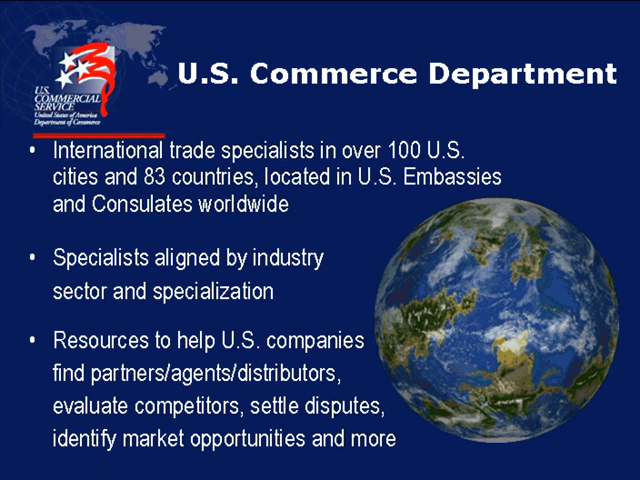 U.S. Commerce Department
U.S.
COMMERCIAL
SERVICE
United States of America
Department of Commerce
• International trade specialists in over 100 U.S.
cities and 83 countries, located in U.S. Embassies
and Consulates worldwide
• Specialists aligned by industry
sector and specialization
• Resources to help U.S. companies
find partners/agents/distributors,
evaluate competitors, settle disputes,
identify market opportunities and more